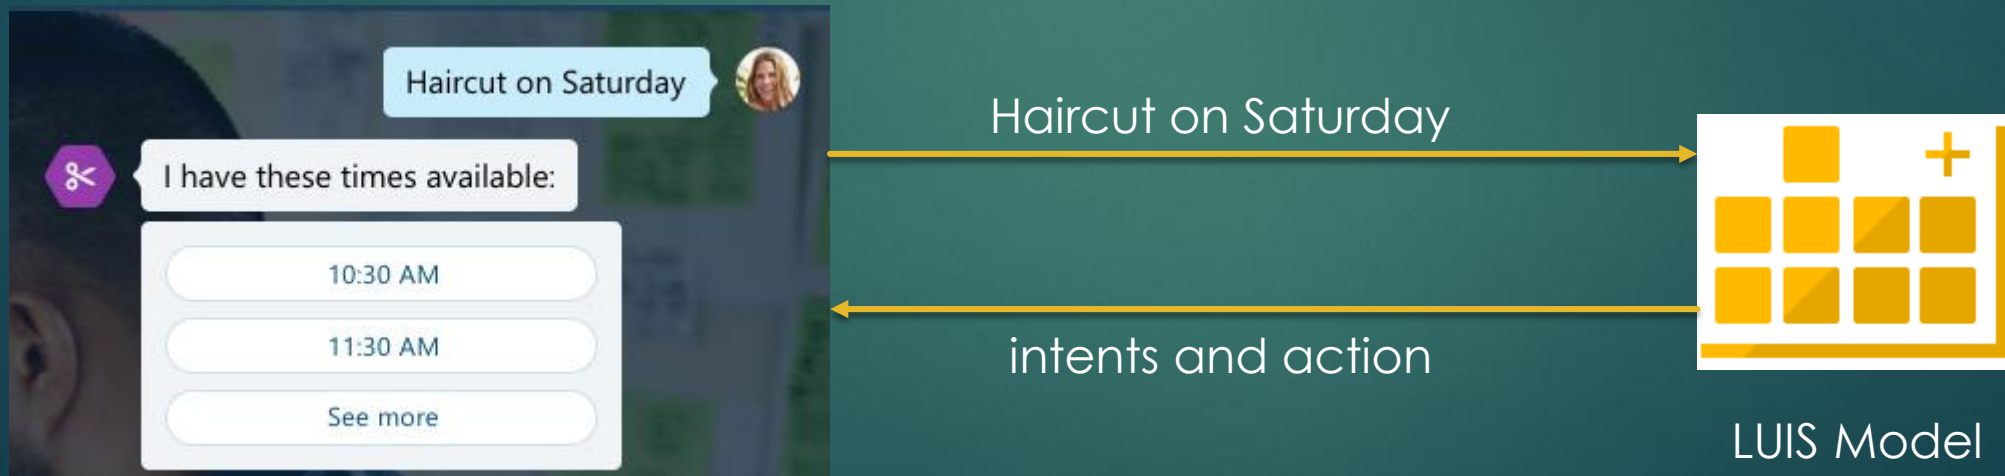 Haircut on Saturday
I have these times available:
10:30 AM
11:30 AM
See more
Haircut on Saturday
intents and action
LUIS Model